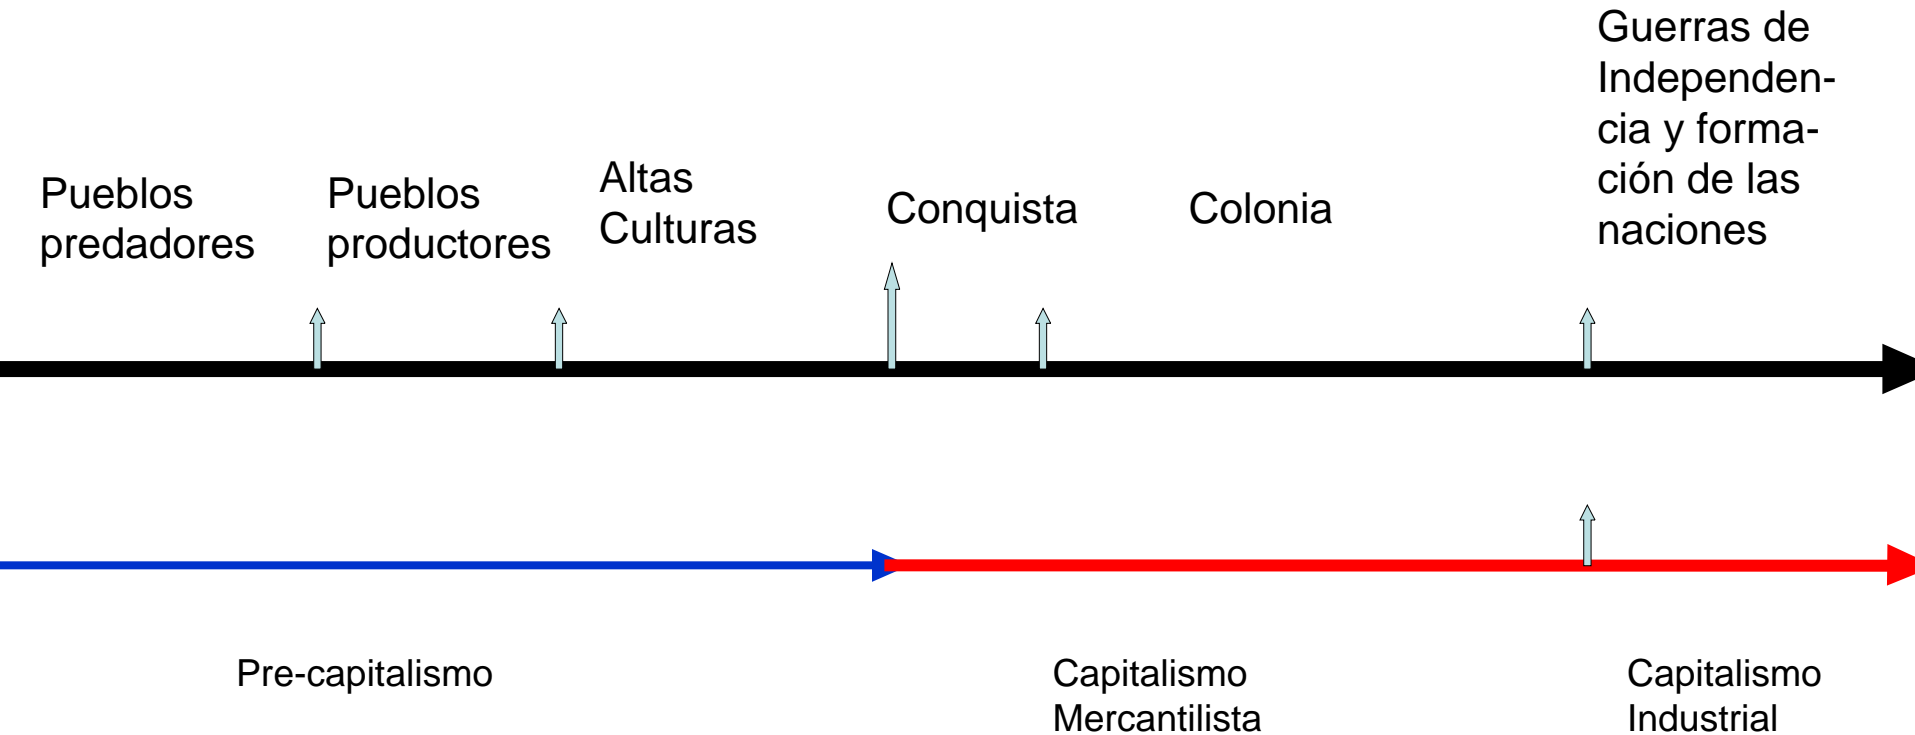 Pueblos
predadores
Pueblos
productores
Altas
Culturas
Conquista
Colonia
Guerras de
Independen-
cia y forma-
ción de las
naciones
Pre-capitalismo
Capitalismo
Mercantilista
Capitalismo
Industrial